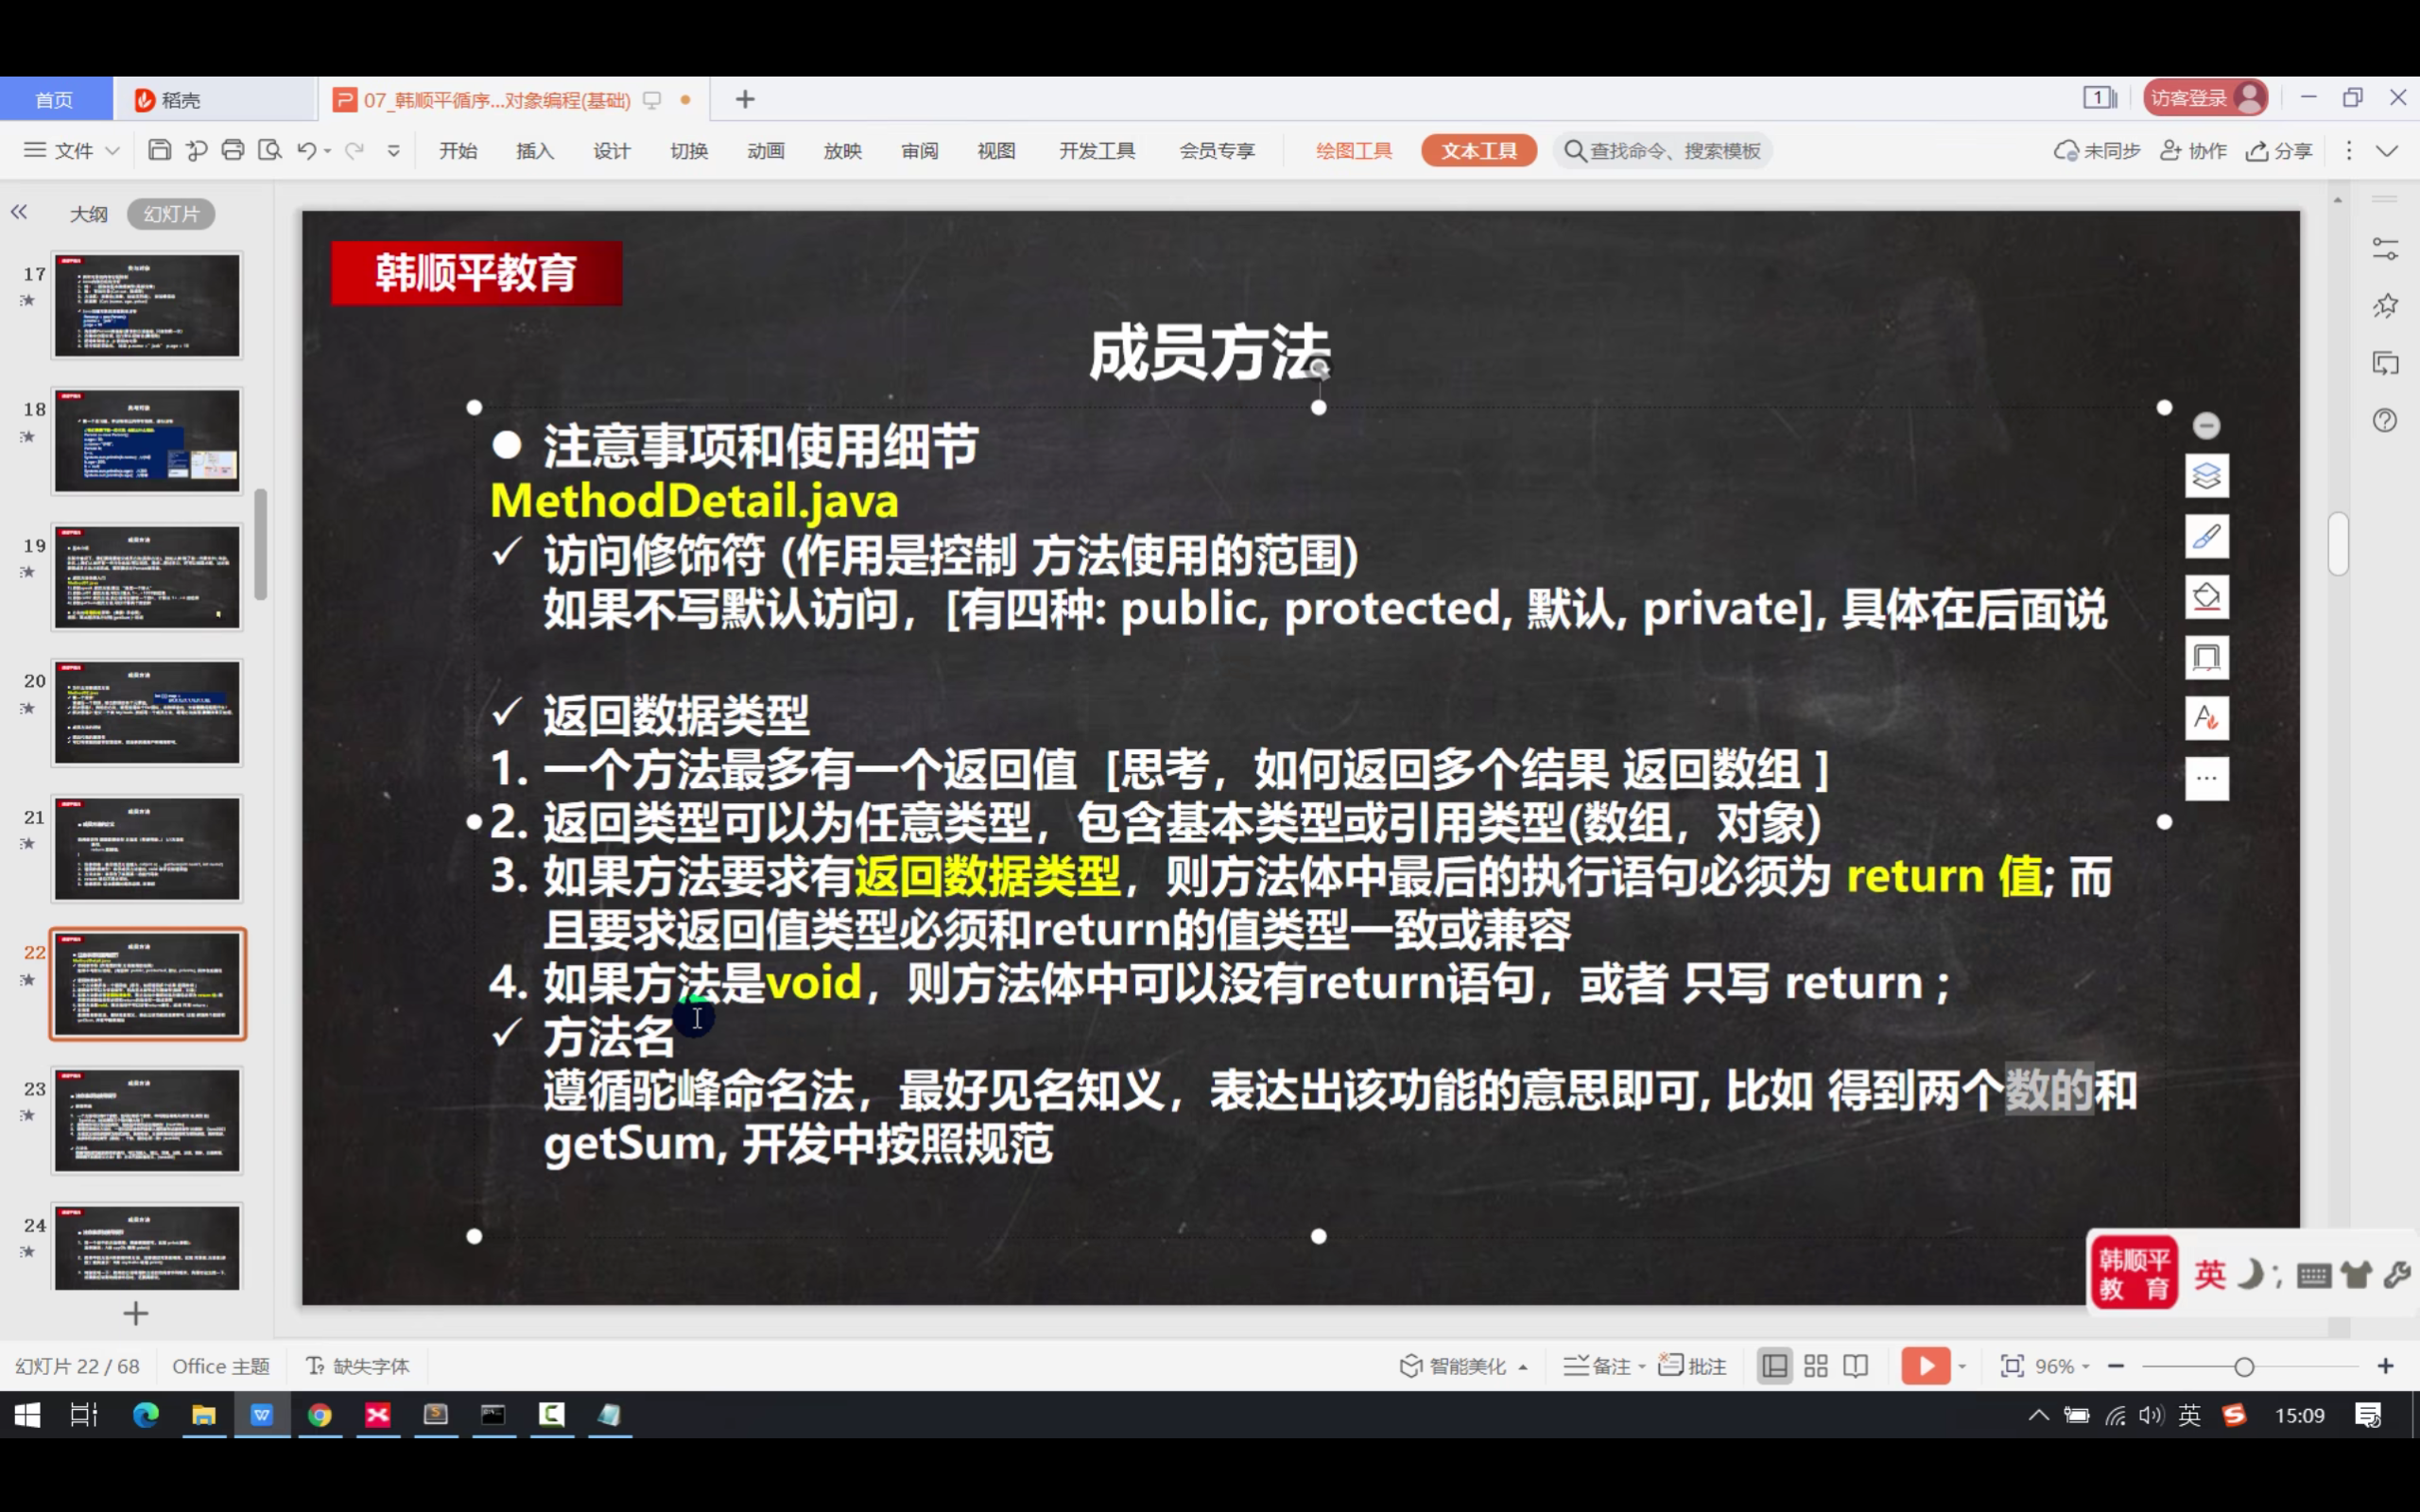 首页
稻壳
07_韩顺平循序...对象编程(基础)
1
访客登录
文件
开始
插入
设计
切换
动画
放映
审阅
视图
开发工具
会员专享
绘图工具
文本工具
查找命令、搜索模板
未同步
协作
分享
大纲
幻灯片
17
18
19
20
21
22
23
24
韩顺平教育
成员方法
● 注意事项和使用细节
MethodDetail.java
✓ 访问修饰符 (作用是控制 方法使用的范围)
如果不写默认访问，[有四种: public, protected, 默认, private], 具体在后面说
✓ 返回数据类型
1. 一个方法最多有一个返回值 [思考，如何返回多个结果 返回数组 ]
2. 返回类型可以为任意类型，包含基本类型或引用类型(数组，对象)
3. 如果方法要求有返回数据类型，则方法体中最后的执行语句必须为 return 值; 而
且要求返回值类型必须和return的值类型一致或兼容
4. 如果方法是void，则方法体中可以没有return语句，或者 只写 return ;
✓ 方法名
遵循驼峰命名法，最好见名知义，表达出该功能的意思即可, 比如 得到两个数的和
getSum, 开发中按照规范
韩顺平
教 育
英
幻灯片 22 / 68
Office 主题
缺失字体
智能美化
备注
批注
96%
英
15:09